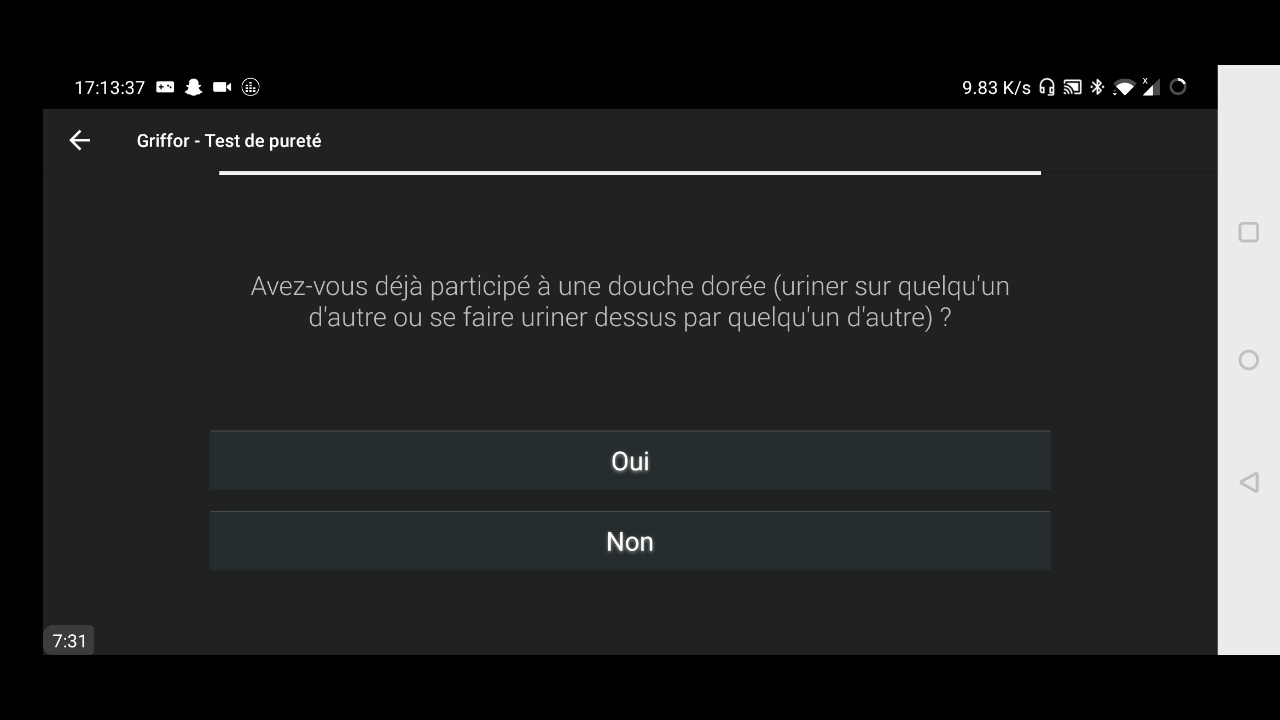 17:13:37
9.83 K/s
x
Griffor - Test de pureté
Avez-vous déjà participé à une douche dorée (uriner sur quelqu'un
d'autre ou se faire uriner dessus par quelqu'un d'autre) ?
Oui
Non
7:31